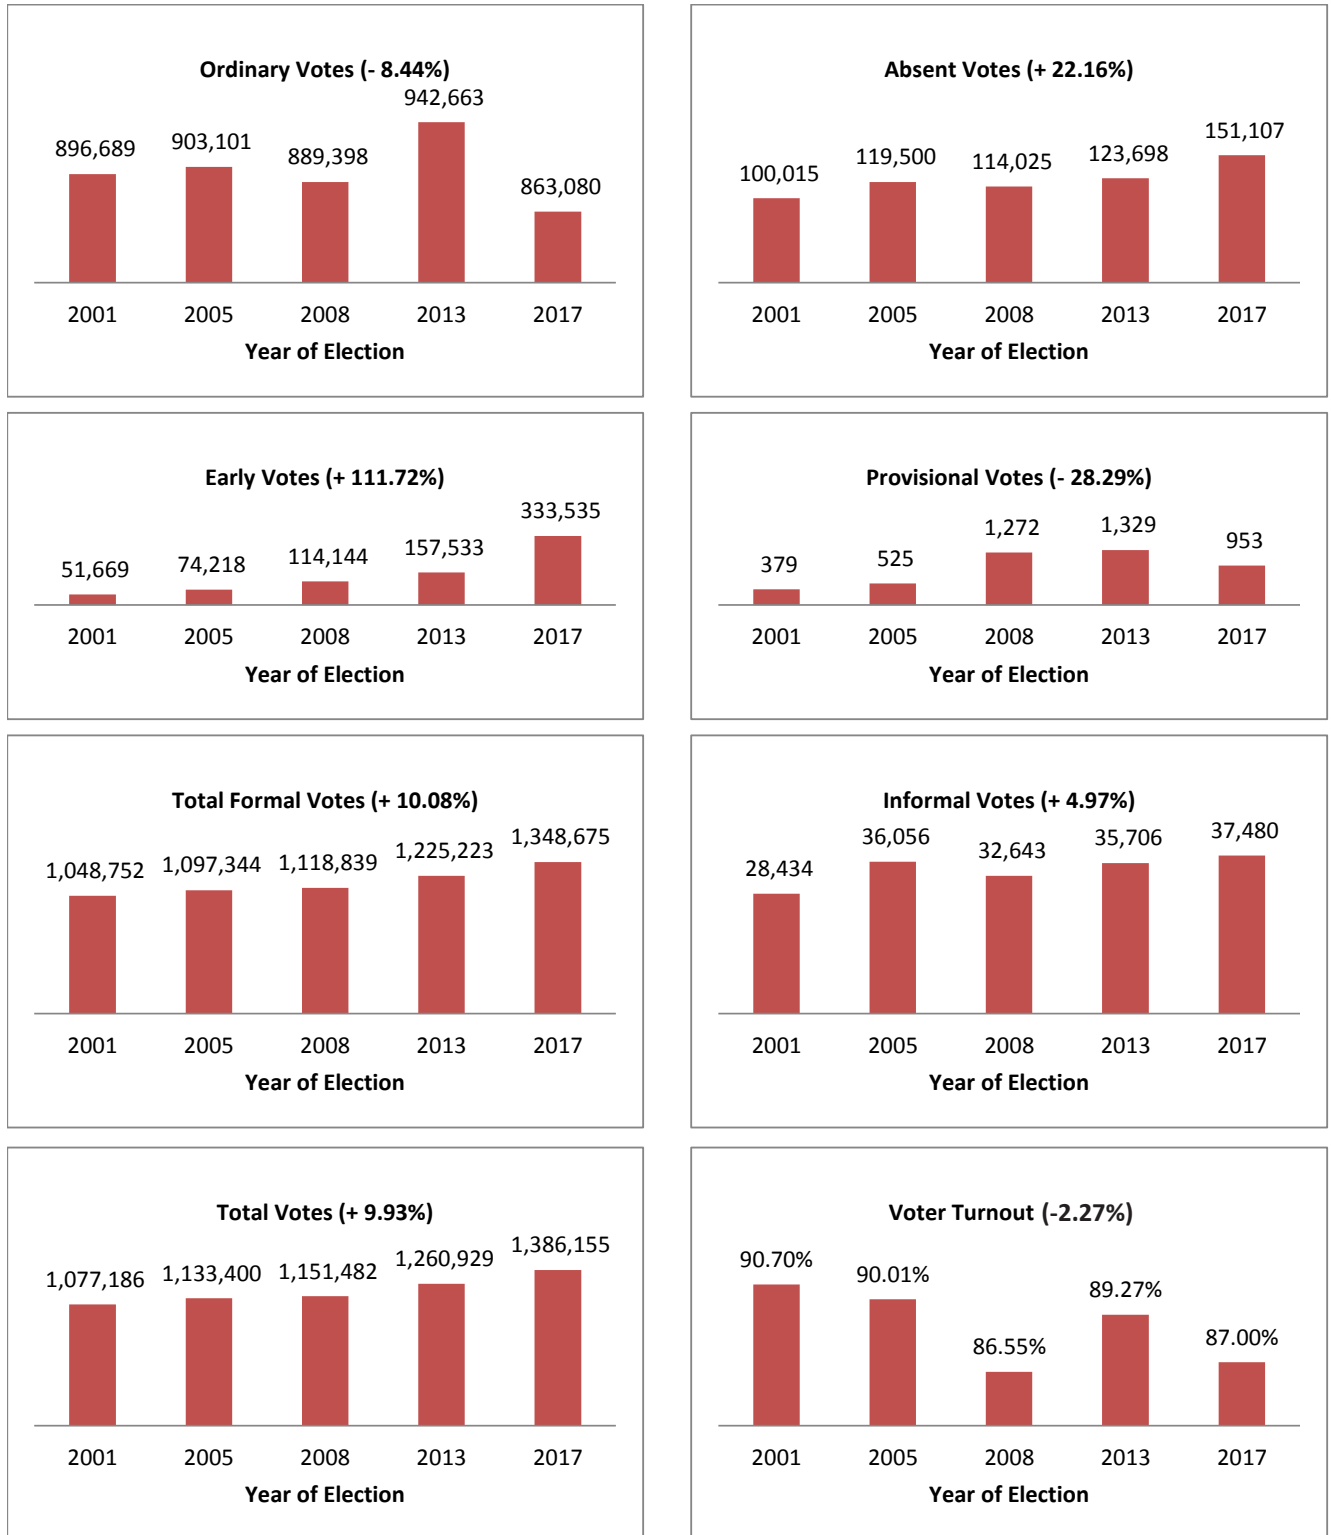 Ordinary Votes (- 8.44%)
896,689 903,101 889,398 942,663 863,080
2001 2005 2008 2013 2017
Year of Election
Absent Votes (+ 22.16%)
100,015 119,500 114,025 123,698 151,107
2001 2005 2008 2013 2017
Year of Election
Early Votes (+ 111.72%)
51,669 74,218 114,144 157,533 333,535
2001 2005 2008 2013 2017
Year of Election
Provisional Votes (- 28.29%)
379 525 1,272 1,329 953
2001 2005 2008 2013 2017
Year of Election
Total Formal Votes (+ 10.08%)
1,048,752 1,097,344 1,118,839 1,225,223 1,348,675
2001 2005 2008 2013 2017
Year of Election
Informal Votes (+ 4.97%)
28,434 36,056 32,643 35,706 37,480
2001 2005 2008 2013 2017
Year of Election
Total Votes (+ 9.93%)
1,077,186 1,133,400 1,151,482 1,260,929 1,386,155
2001 2005 2008 2013 2017
Year of Election
Voter Turnout (-2.27%)
90.70% 90.01% 86.55% 89.27% 87.00%
2001 2005 2008 2013 2017
Year of Election